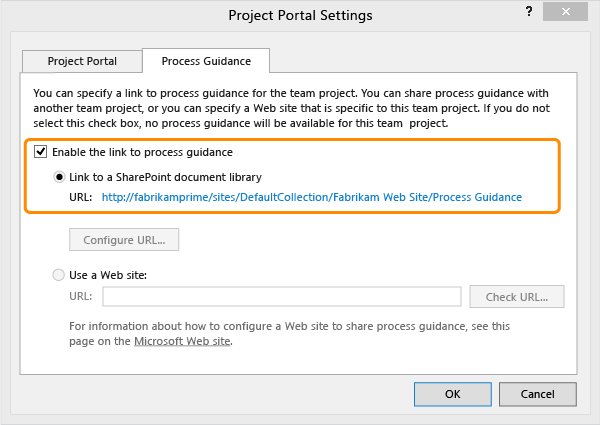 Project Portal Settings
?
Project Portal
Process Guidance
You can specify a link to process guidance for the team project. You can share process guidance with
another team project, or you can specify a Web site that is specific to this team project. If you do not
select this check box, no process guidance will be available for this team project.
Enable the link to process guidance
Link to a SharePoint document library
URL: http://fabrikamprime/sites/DefaultCollection/Fabrikam Web Site/Process Guidance
Configure URL...
Use a Web site:
URL:
Check URL...
For information about how to configure a Web site to share process guidance, see this
page on the Microsoft Web site.
OK
Cancel